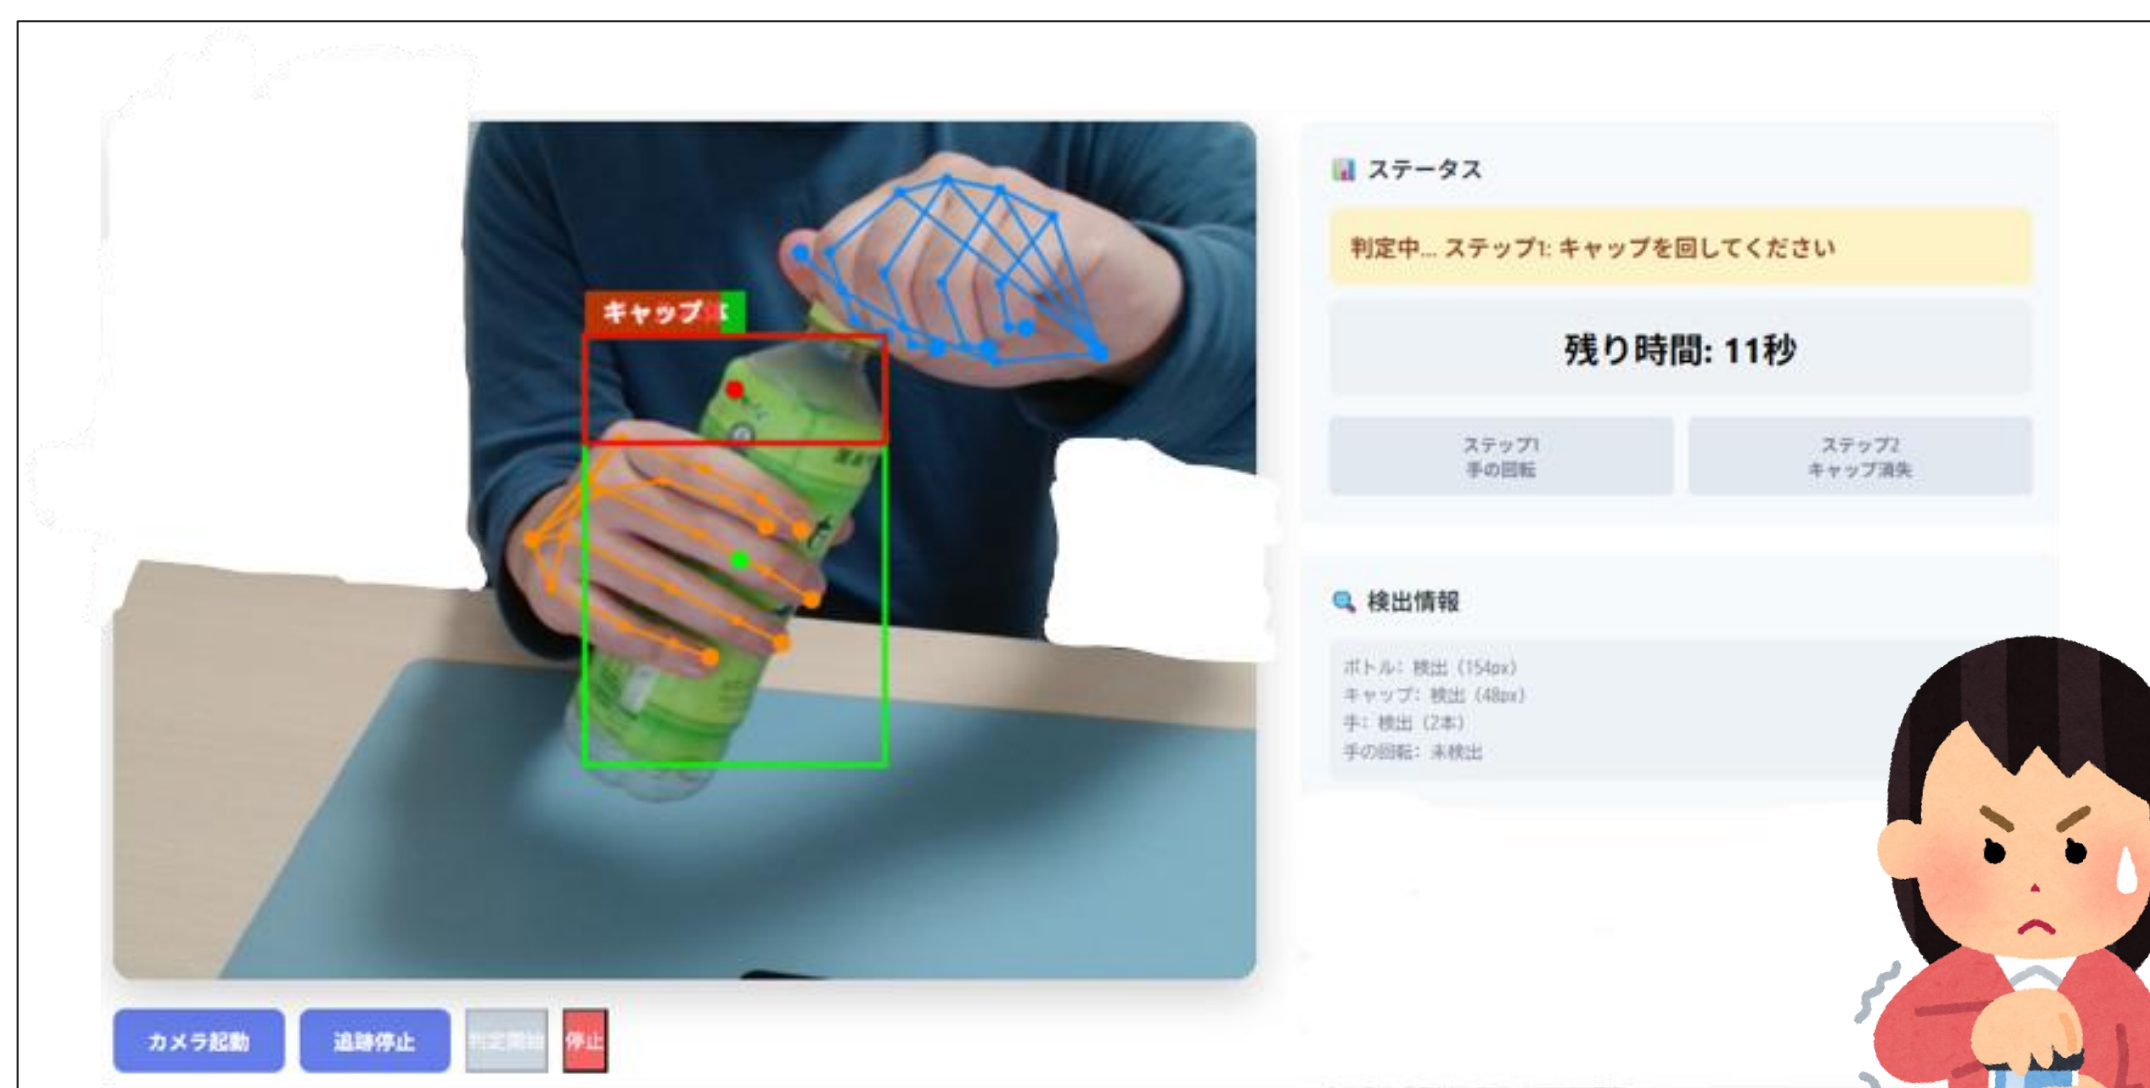 キャップ
ステータス
判定中... ステップ1: キャップを回してください
残り時間: 11秒
ステップ1
手の回転
ステップ2
キャップ消失
検出情報
ボトル: 検出 (154px)
キャップ: 検出 (48px)
手: 検出 (2本)
手の回転: 未検出
カメラ起動
追跡停止
判定開始
停止